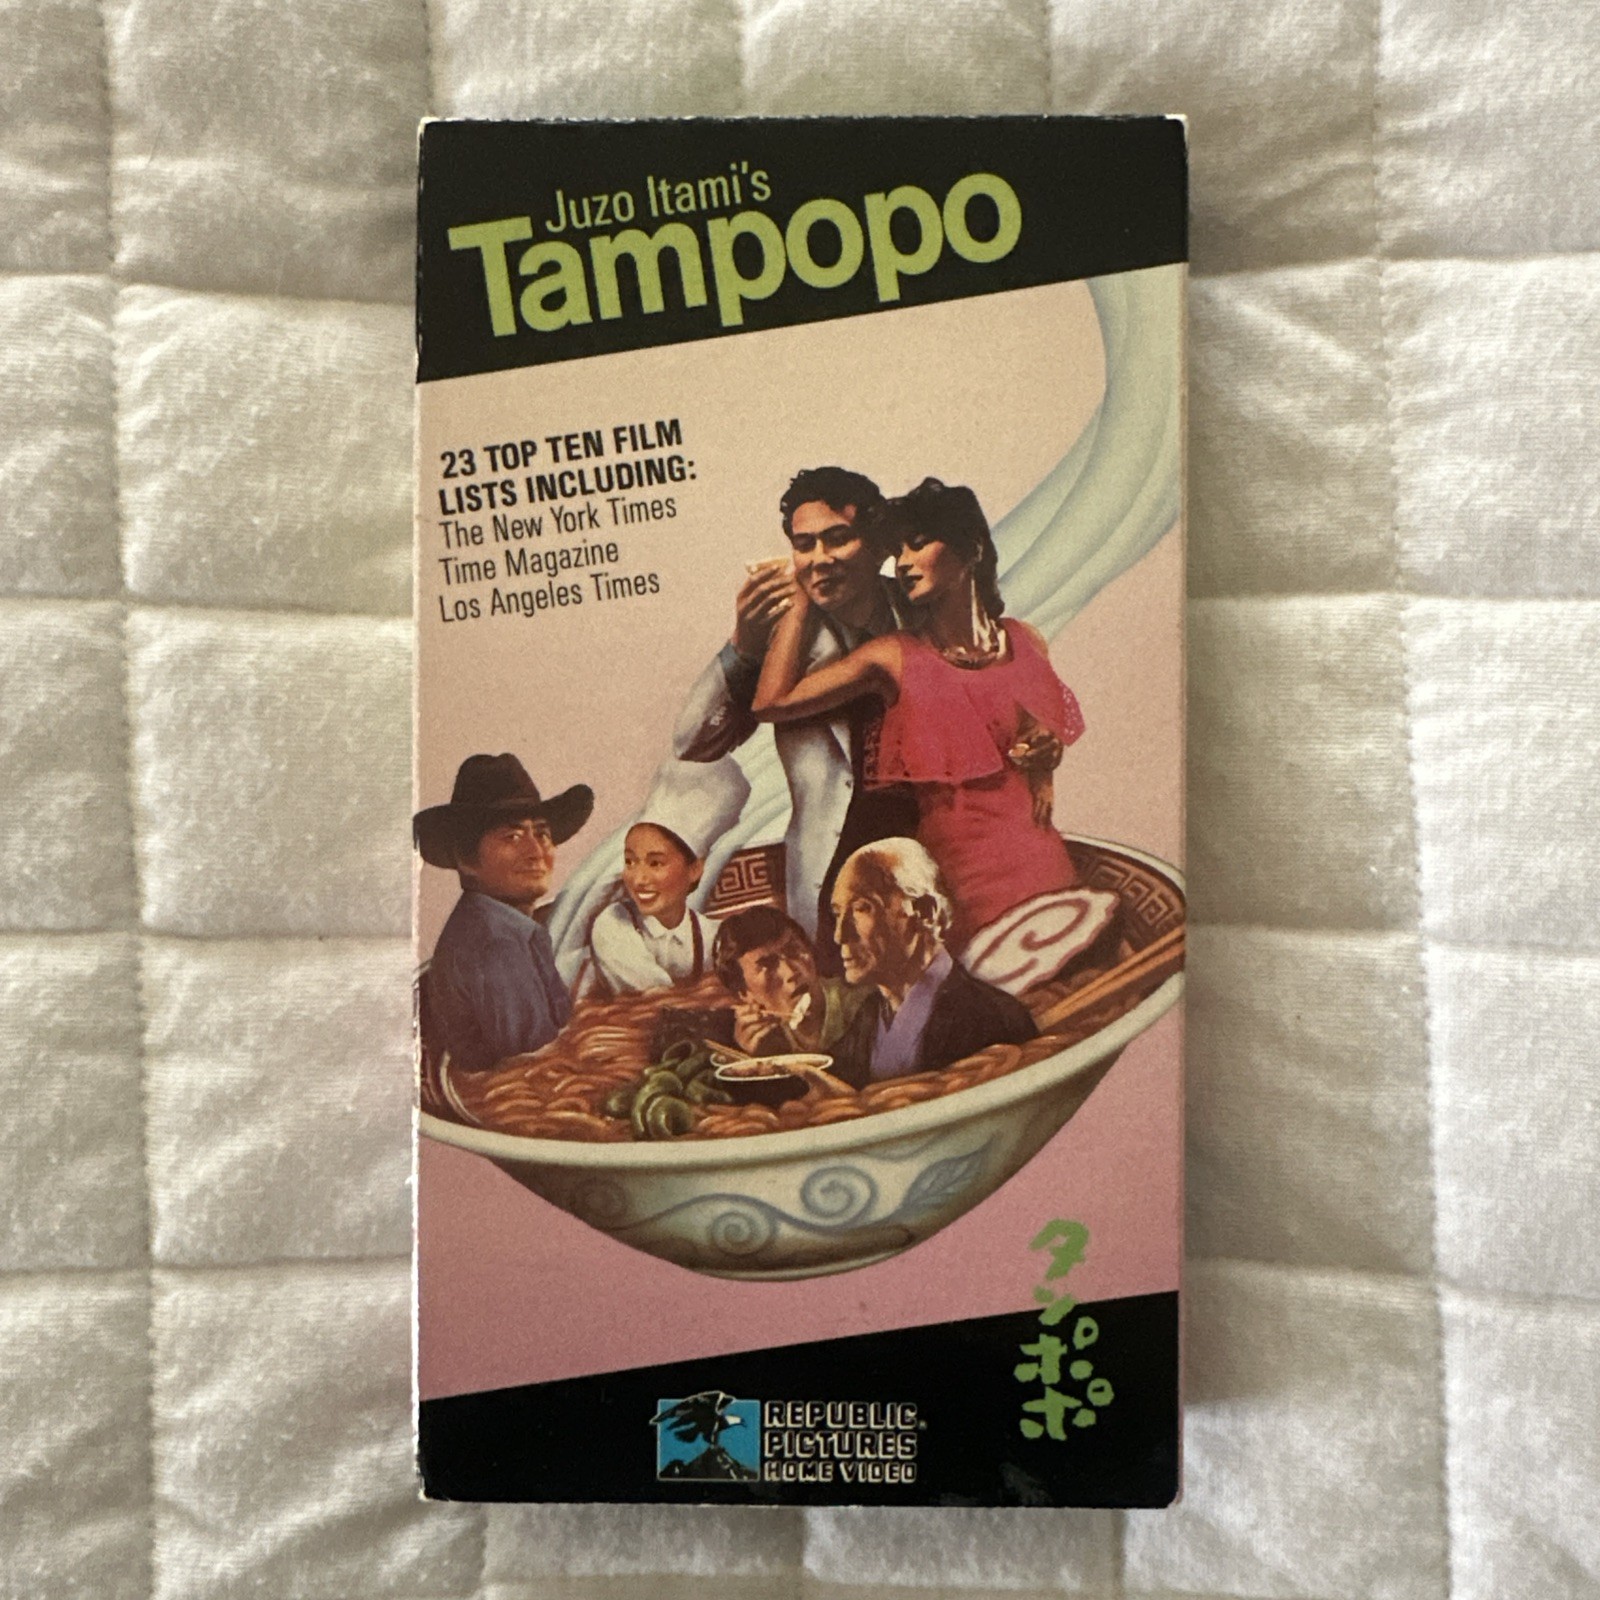 Juzo Itami's
Tampopo
23 TOP TEN FILM
LISTS INCLUDING:
The New York Times
Time Magazine
Los Angeles Times
タンポポ
REPUBLIC
PICTURES
HOME VIDEO